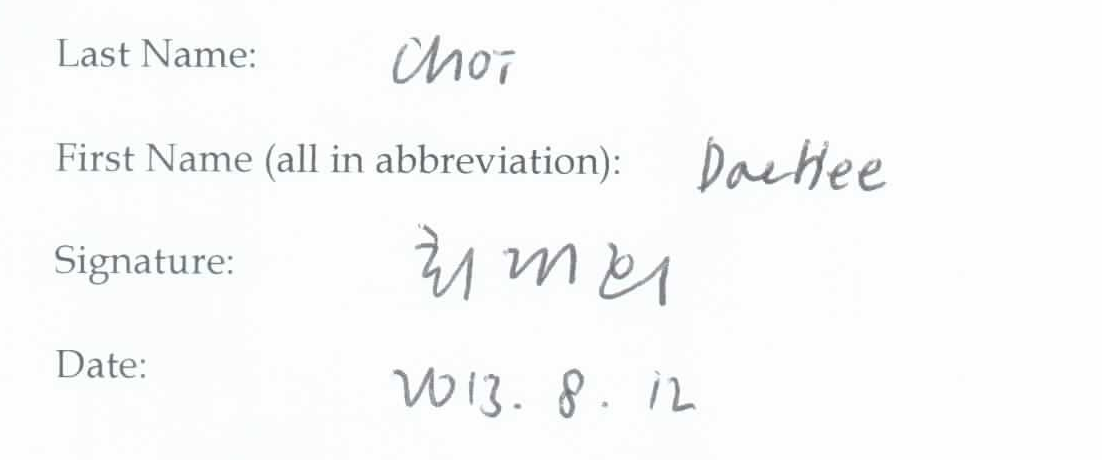 Last Name: Choi
First Name (all in abbreviation): DaeHee
Signature: 최대희
Date: 2013. 8. 12